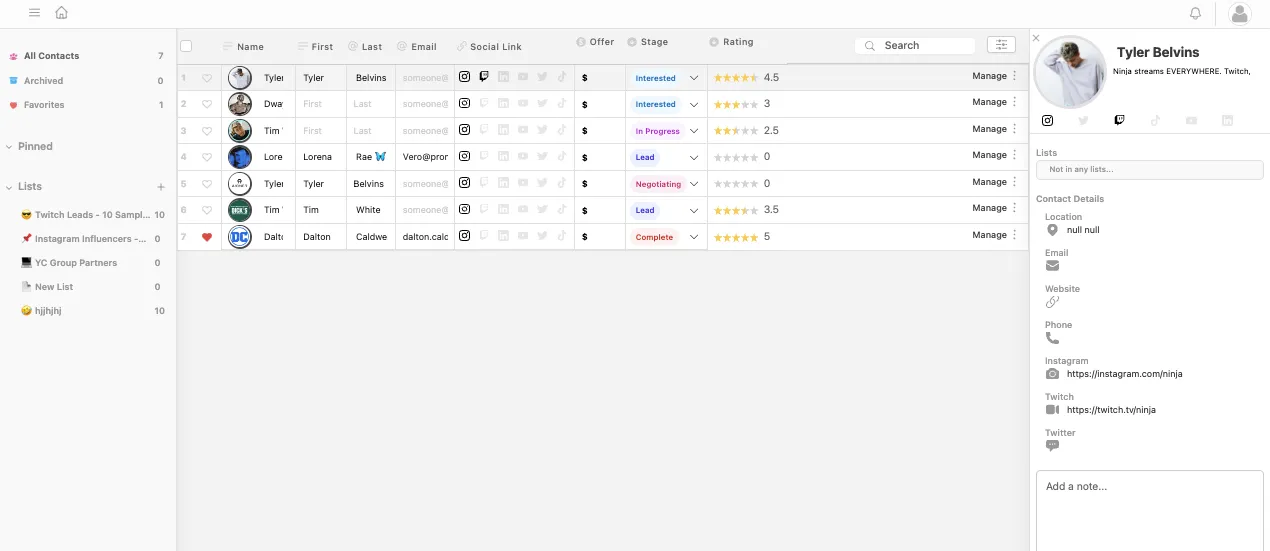 All Contacts 7
Archived 0
Favorites 1
Pinned
Lists +
😎 Twitch Leads - 10 Sampl... 10
📌 Instagram Influencers -... 0
💻 YC Group Partners 0
New List 0
🤣 hjjhjhj 10
Name First Last Email Social Link Offer Stage Rating Search
1 Tyler Tyler Belvins someone@ $ Interested 4.5 Manage
2 Dwa First Last someone@ $ Interested 3 Manage
3 Tim First Last someone@ $ In Progress 2.5 Manage
4 Lore Lorena Rae 🦋 Vero@pron $ Lead 0 Manage
5 Tyler Tyler Belvins someone@ $ Negotiating 0 Manage
6 DICK'S Tim Tim White someone@ $ Lead 3.5 Manage
7 DC Dalto Dalton Caldwe dalton.cald $ Complete 5 Manage
Tyler Belvins
Ninja streams EVERYWHERE. Twitch,
Lists
Not in any lists...
Contact Details
Location
null null
Email
Website
Phone
Instagram
https://instagram.com/ninja
Twitch
https://twitch.tv/ninja
Twitter
Add a note...